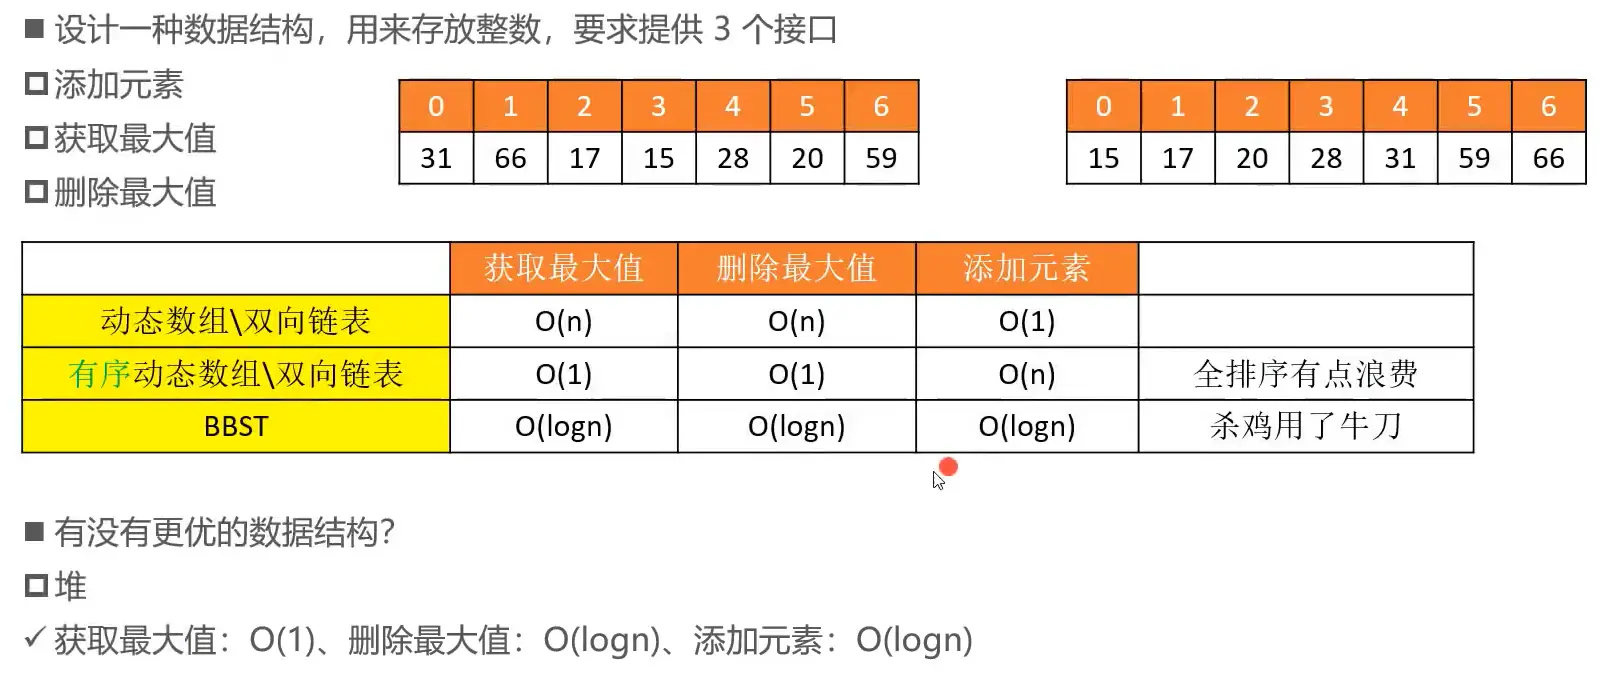 ■ 设计一种数据结构，用来存放整数，要求提供 3 个接口
添加元素
获取最大值
删除最大值
0 1 2 3 4 5 6
31 66 17 15 28 20 59
0 1 2 3 4 5 6
15 17 20 28 31 59 66
获取最大值 删除最大值 添加元素
动态数组\双向链表 O(n) O(n) O(1)
有序动态数组\双向链表 O(1) O(1) O(n) 全排序有点浪费
BBST O(logn) O(logn) O(logn) 杀鸡用了牛刀
■ 有没有更优的数据结构？
堆
✓ 获取最大值：O(1)、删除最大值：O(logn)、添加元素：O(logn)